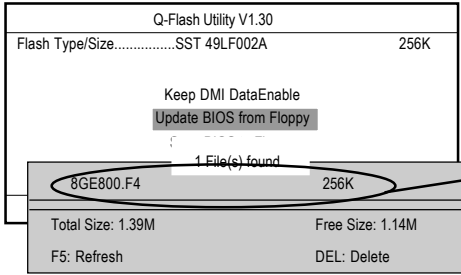 Q-Flash Utility V1.30
Flash Type/Size...............SST 49LF002A 256K
Keep DMI DataEnable
Update BIOS from Floppy
1 File(s) found
8GE800.F4 256K
Total Size: 1.39M Free Size: 1.14M
F5: Refresh DEL: Delete